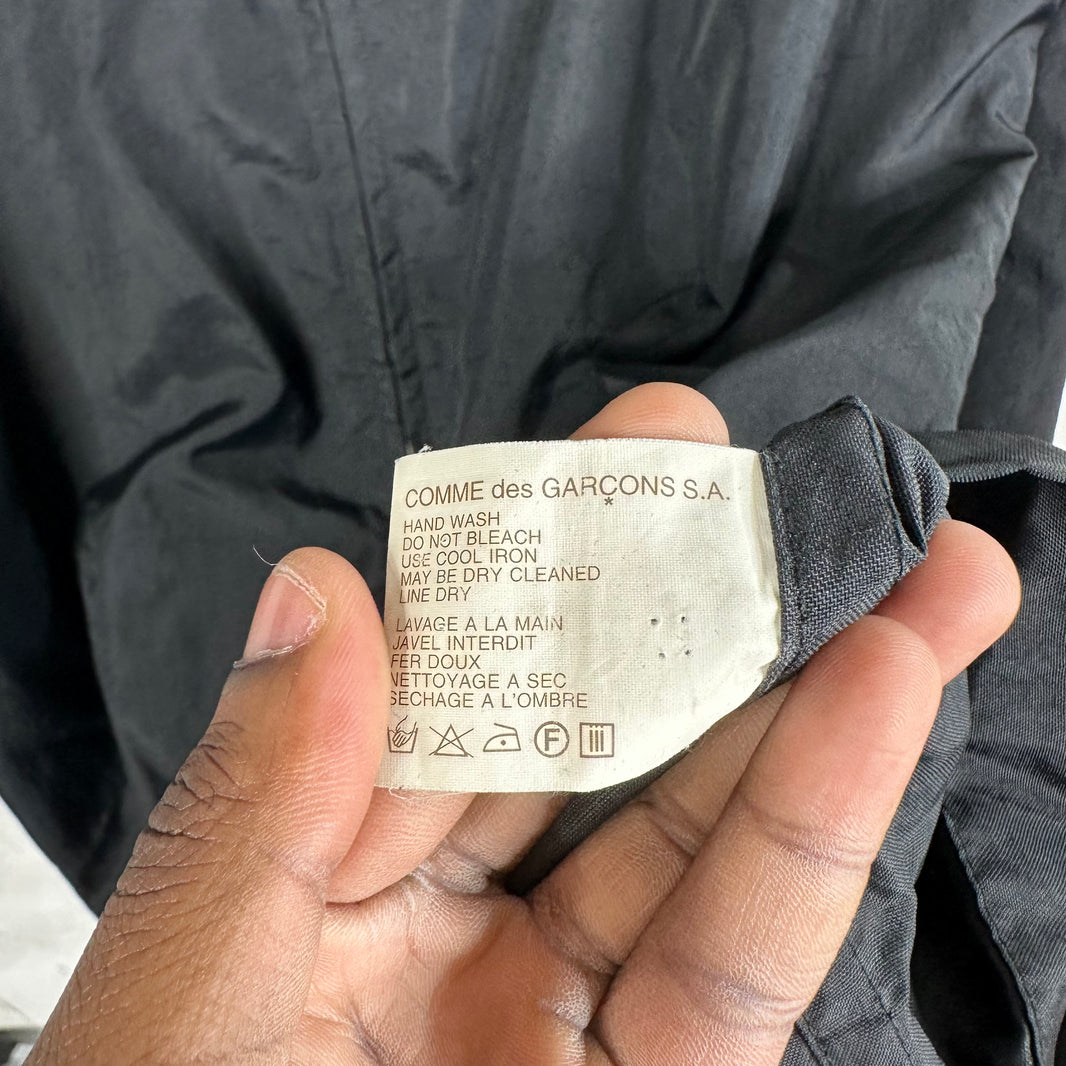 COMME des GARÇONS S.A.
*
HAND WASH
DO NOT BLEACH
USE COOL IRON
MAY BE DRY CLEANED
LINE DRY
LAVAGE A LA MAIN
JAVEL INTERDIT
FER DOUX
NETTOYAGE A SEC
SECHAGE A L'OMBRE
F